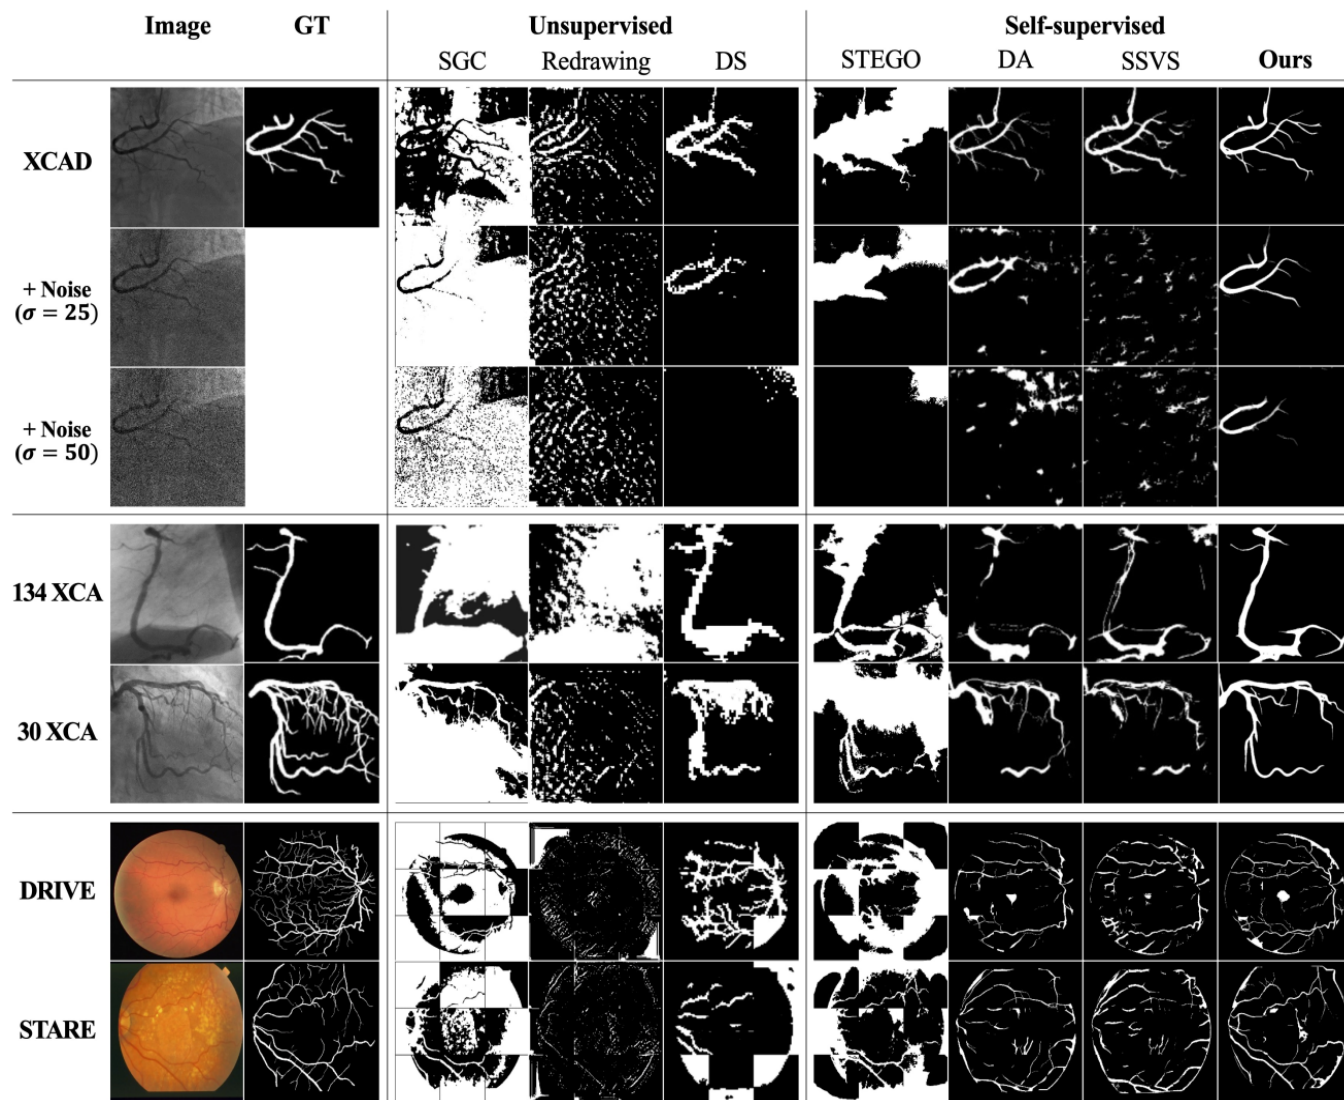 Image GT Unsupervised Self-supervised
SGC Redrawing DS STEGO DA SSVS Ours
XCAD
+ Noise
(σ = 25)
+ Noise
(σ = 50)
134 XCA
30 XCA
DRIVE
STARE